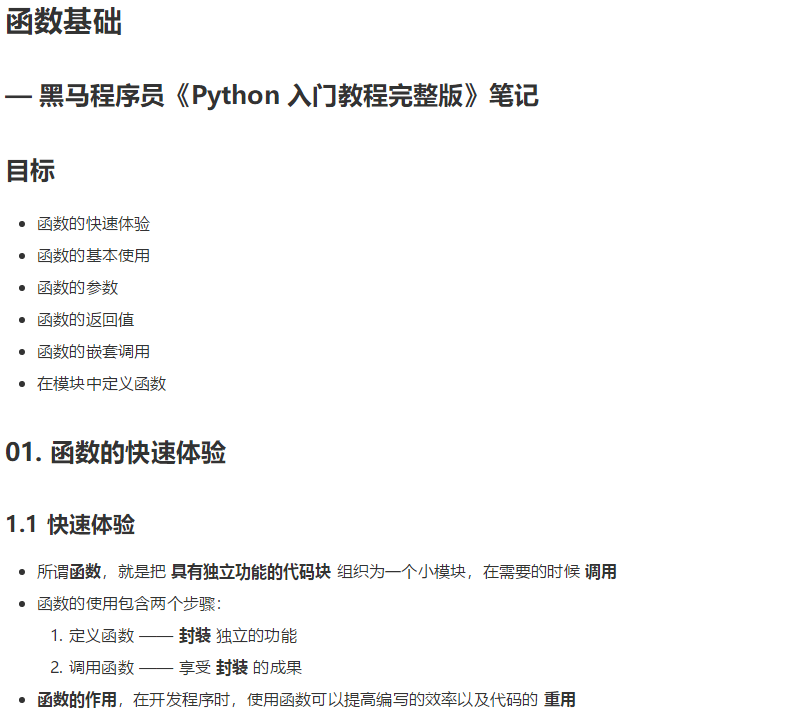 函数基础
— 黑马程序员《Python 入门教程完整版》笔记
目标
函数的快速体验
函数的基本使用
函数的参数
函数的返回值
函数的嵌套调用
在模块中定义函数
01. 函数的快速体验
1.1 快速体验
所谓函数，就是把 具有独立功能的代码块 组织为一个小模块，在需要的时候 调用
函数的使用包含两个步骤：
1. 定义函数 —— 封装 独立的功能
2. 调用函数 —— 享受 封装 的成果
函数的作用，在开发程序时，使用函数可以提高编写的效率以及代码的 重用